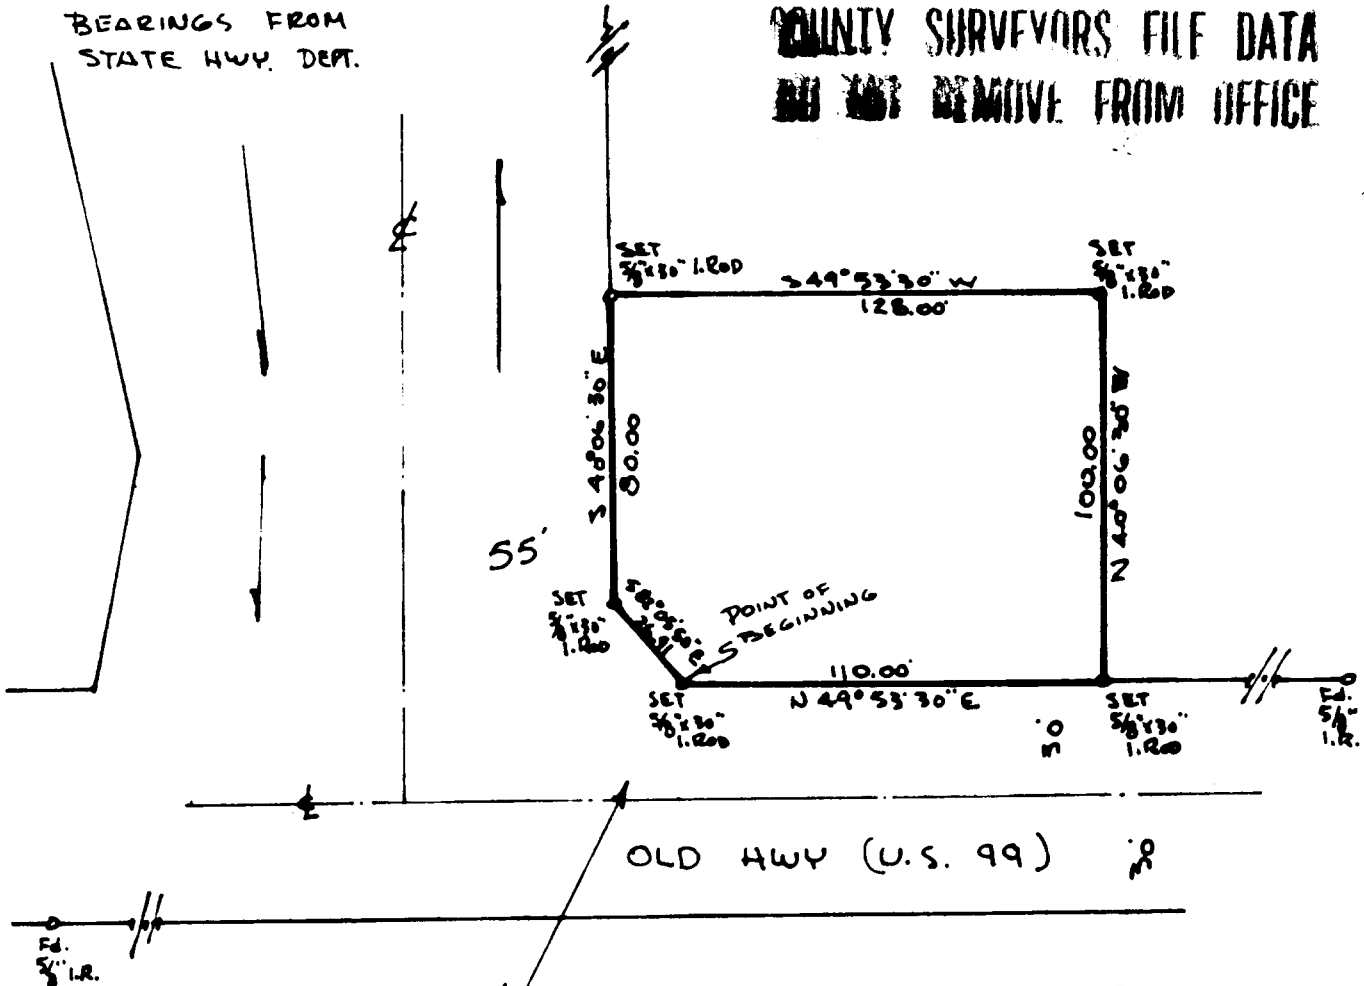 BEARINGS FROM
STATE HWY. DEPT.
COUNTY SURVEYORS FILE DATA
DO NOT REMOVE FROM OFFICE
SET
5/8"x30" I.ROD
S 49° 53' 30" W
128.00'
SET
5/8"x30"
I.ROD
S 40° 06' 30" E
80.00
100.00
N 40° 06' 30" W
55'
SET
5/8"x30"
I.ROD
POINT OF
BEGINNING
110.00'
N 49° 53' 30" E
SET
5/8"x30"
I.ROD
SET
5/8"x30"
I.ROD
Fd.
5/8"
I.R.
OLD HWY (U.S. 99)
Fd.
5/8" I.R.